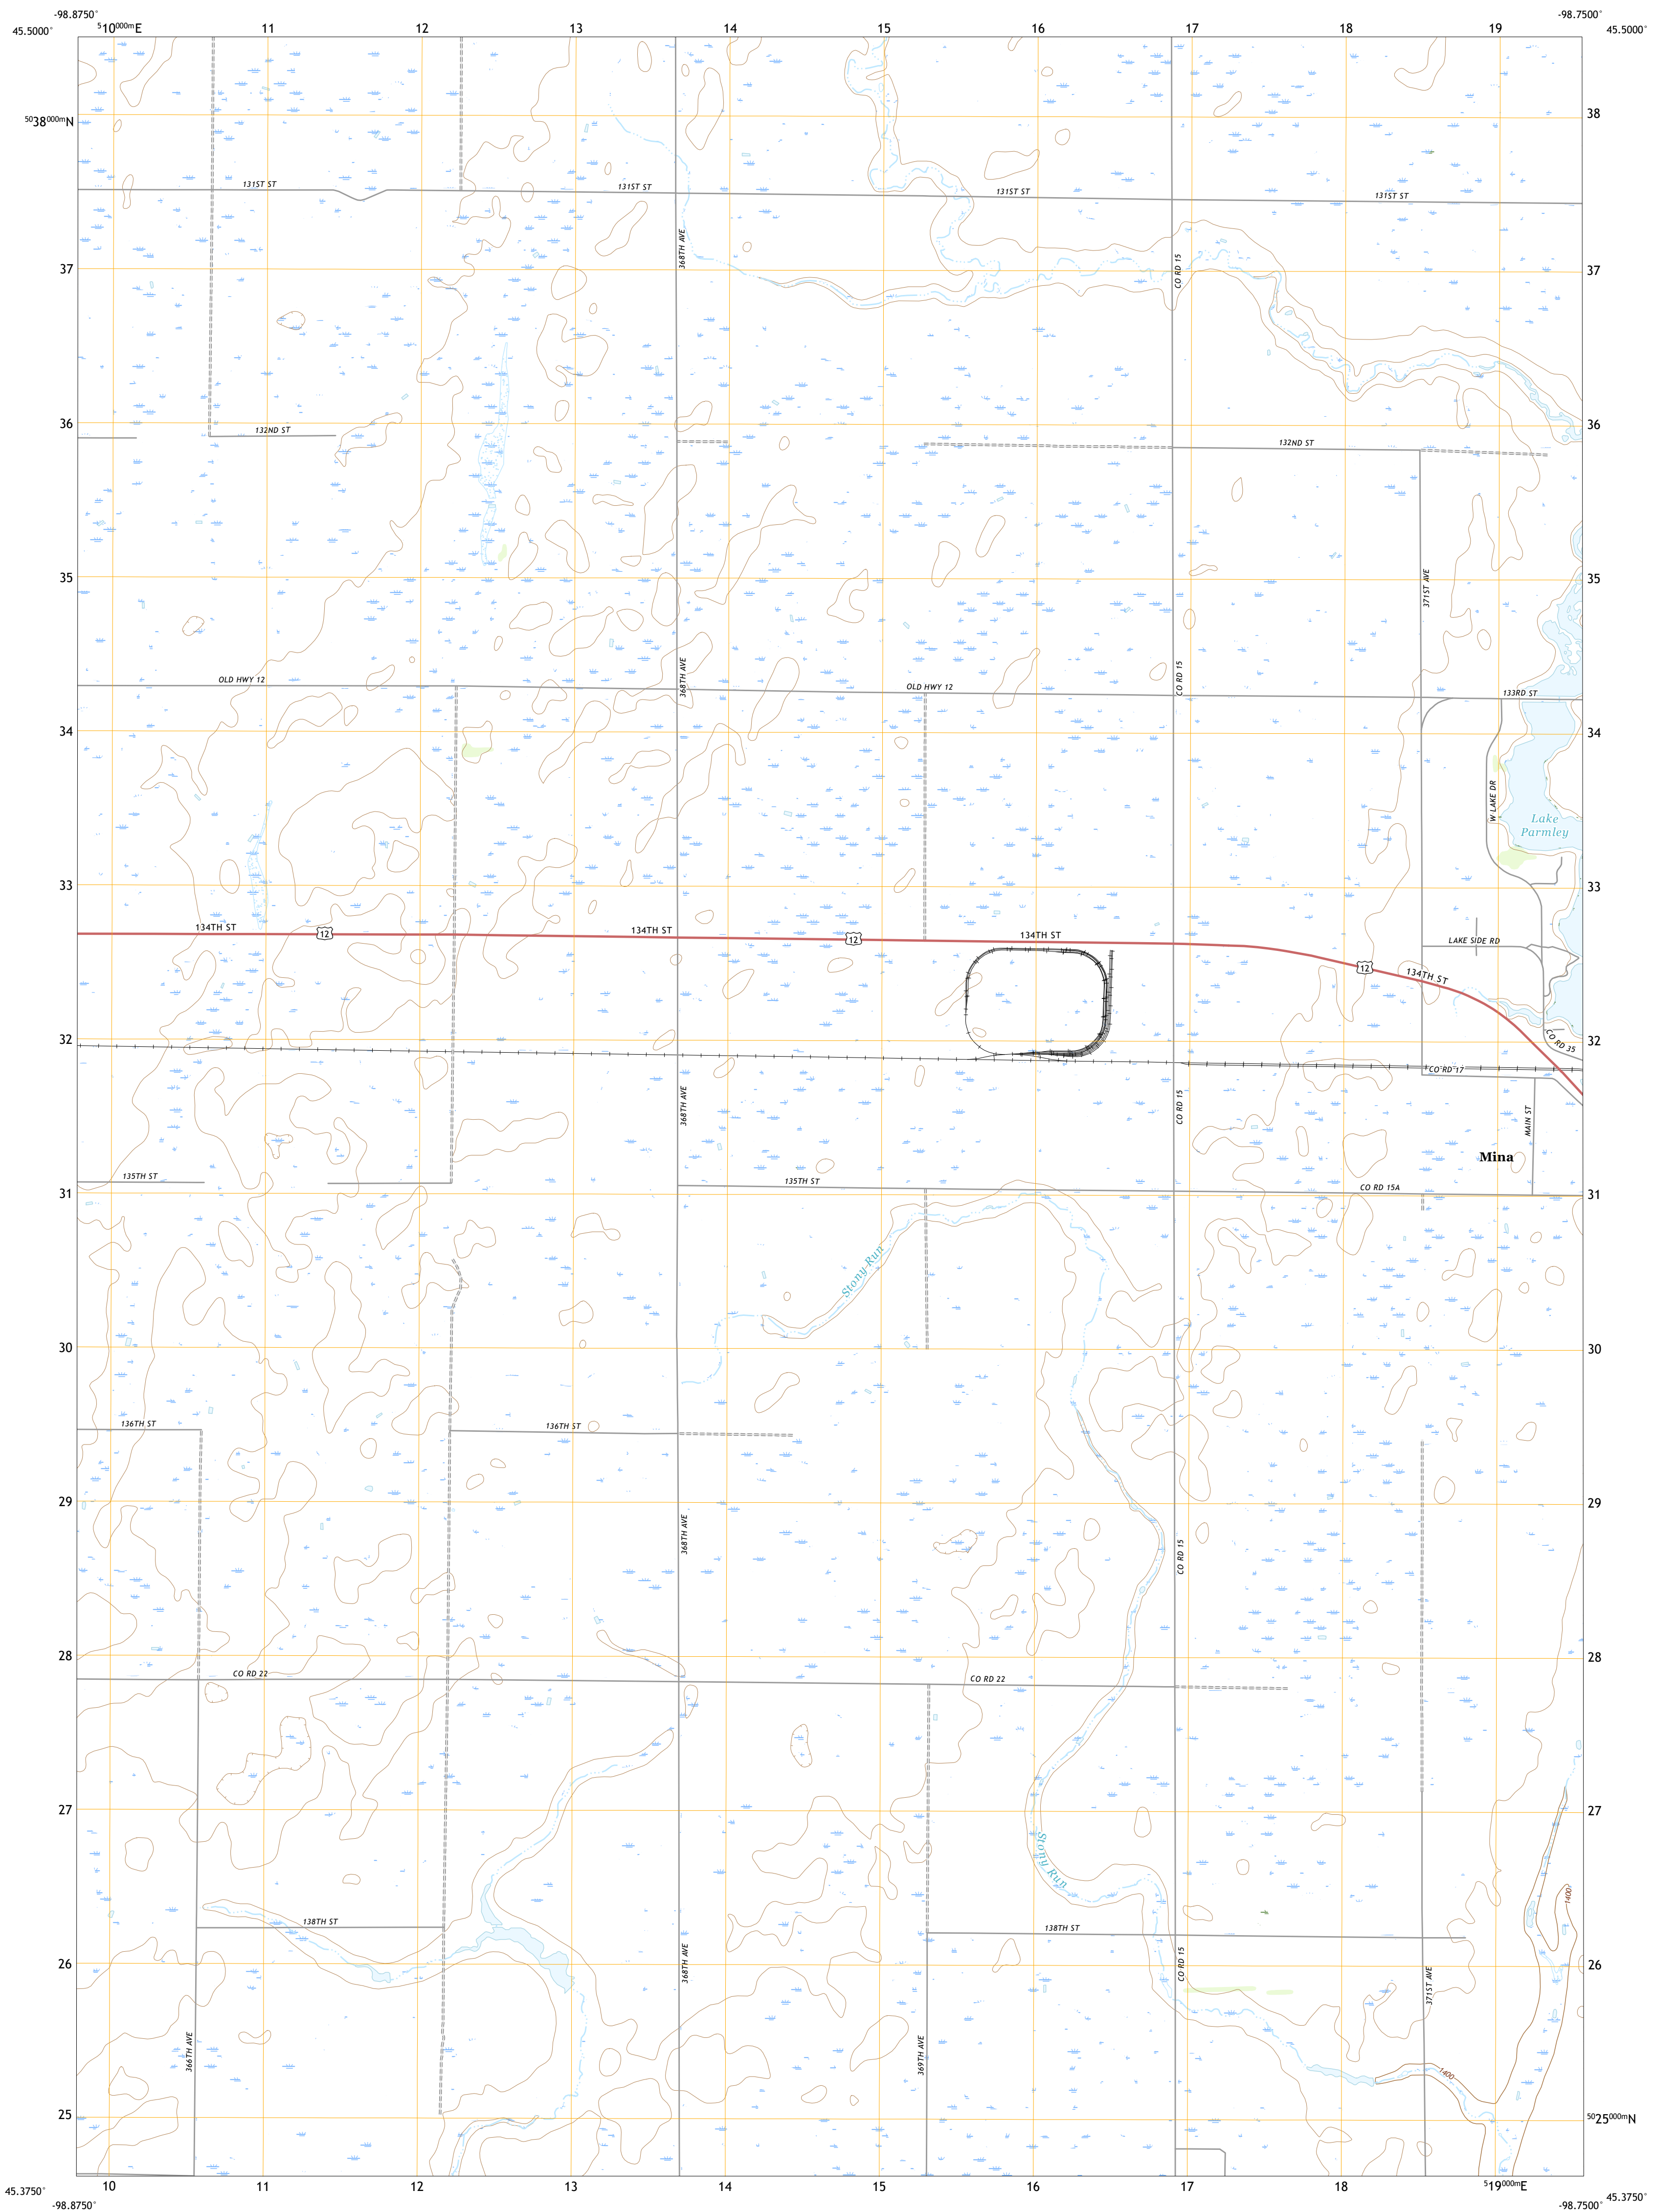 -98.8750°
-98.7500°
45.5000°
⁵10⁰⁰⁰ᵐE
11
12
13
14
15
16
17
18
19
45.5000°
⁵⁰38⁰⁰⁰ᵐN
38
131ST ST
131ST ST
131ST ST
131ST ST
368TH AVE
CO RD 15
37
37
36
36
132ND ST
132ND ST
35
35
371ST AVE
368TH AVE
CO RD 15
OLD HWY 12
OLD HWY 12
133RD ST
34
34
W LAKE DR
Lake
Parmley
33
33
134TH ST
12
134TH ST
12
134TH ST
LAKE SIDE RD
12
134TH ST
32
32
CO RD 35
CO RD 17
368TH AVE
CO RD 15
MAIN ST
Mina
135TH ST
135TH ST
CO RD 15A
31
31
Stony Run
30
30
136TH ST
136TH ST
29
29
368TH AVE
CO RD 15
28
28
CO RD 22
CO RD 22
27
27
Stony Run
1400
138TH ST
138TH ST
26
26
368TH AVE
CO RD 15
371ST AVE
366TH AVE
369TH AVE
1400
25
⁵⁰25⁰⁰⁰ᵐN
45.3750°
10
11
12
13
14
15
16
17
18
⁵19⁰⁰⁰ᵐE
45.3750°
-98.8750°
-98.7500°